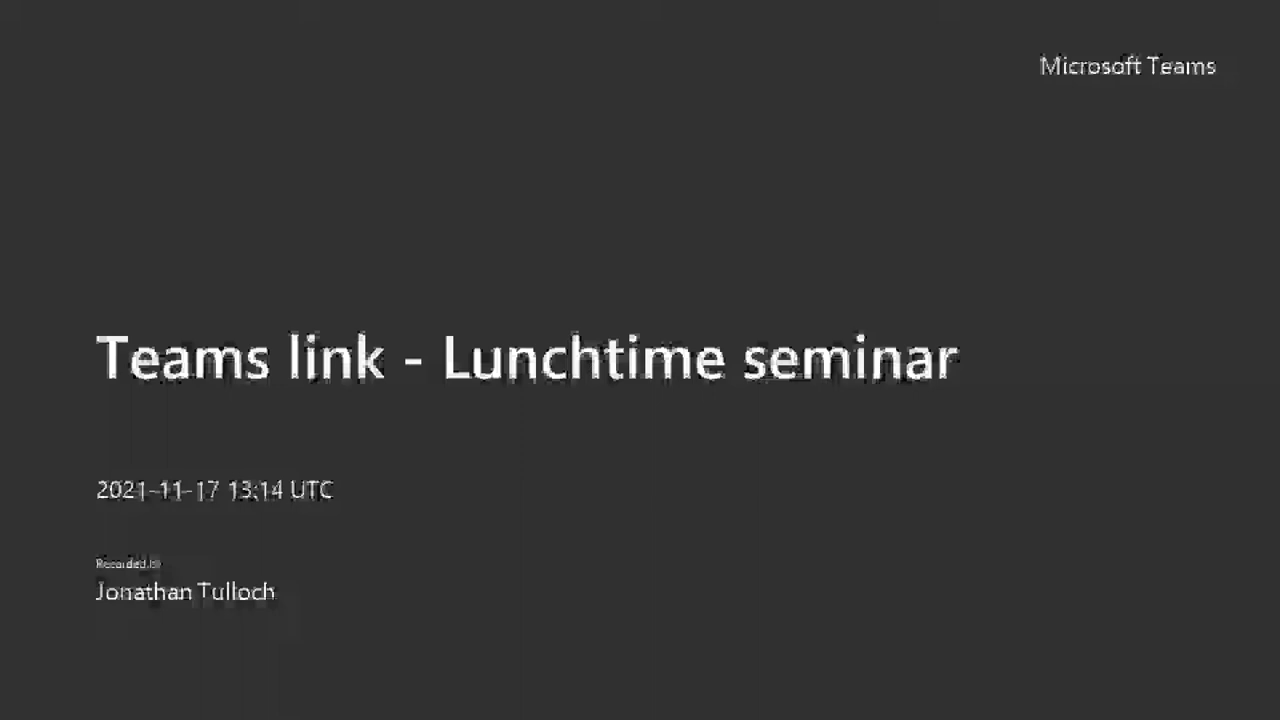 Microsoft Teams
Teams link - Lunchtime seminar
2021-11-17 13:14 UTC
Recorded by
Jonathan Tulloch